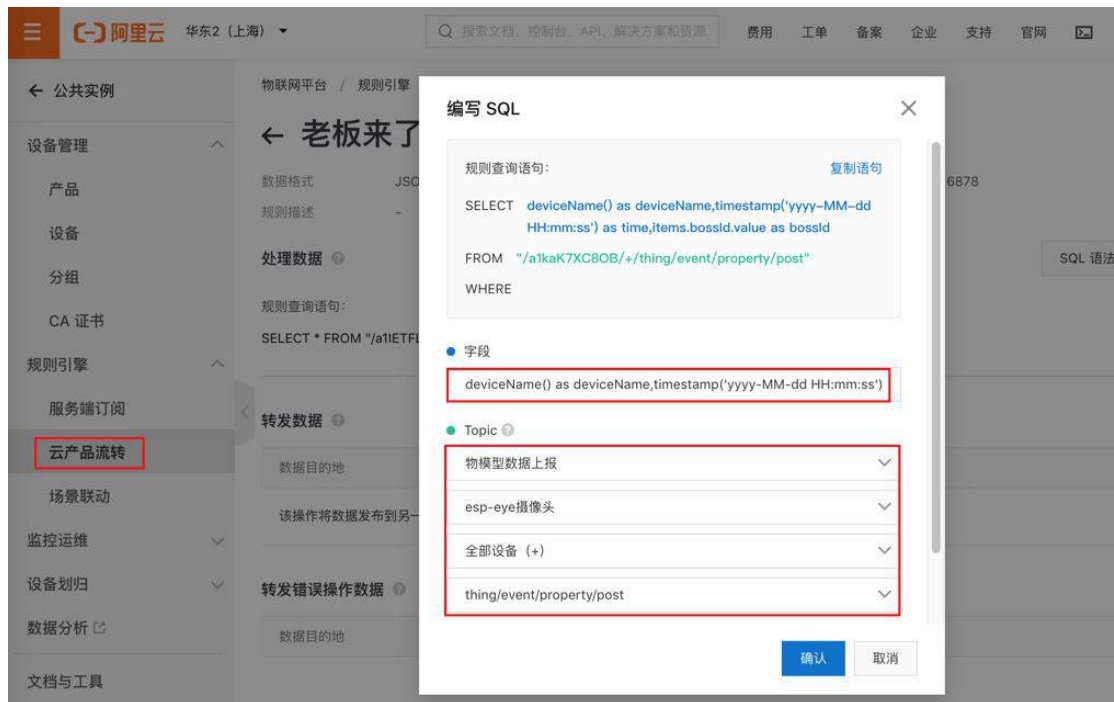 阿里云
华东2（上海）
搜索文档、控制台、API、解决方案和资源
费用
工单
备案
企业
支持
官网
公共实例
设备管理
产品
设备
分组
CA 证书
规则引擎
服务端订阅
云产品流转
场景联动
监控运维
设备划归
数据分析
文档与工具
物联网平台 / 规则引擎
老板来了
数据格式 JSO
6878
规则描述 -
处理数据
SQL 语法
规则查询语句：
SELECT * FROM "/a1IETFL
转发数据
数据目的地
该操作将数据发布到另一
转发错误操作数据
数据目的地
编写 SQL
规则查询语句：
复制语句
SELECT deviceName() as deviceName,timestamp('yyyy-MM-dd
HH:mm:ss') as time,items.bossId.value as bossId
FROM "/a1kaK7XC8OB/+/thing/event/property/post"
WHERE
字段
deviceName() as deviceName,timestamp('yyyy-MM-dd HH:mm:ss')
Topic
物模型数据上报
esp-eye摄像头
全部设备（+）
thing/event/property/post
确认
取消